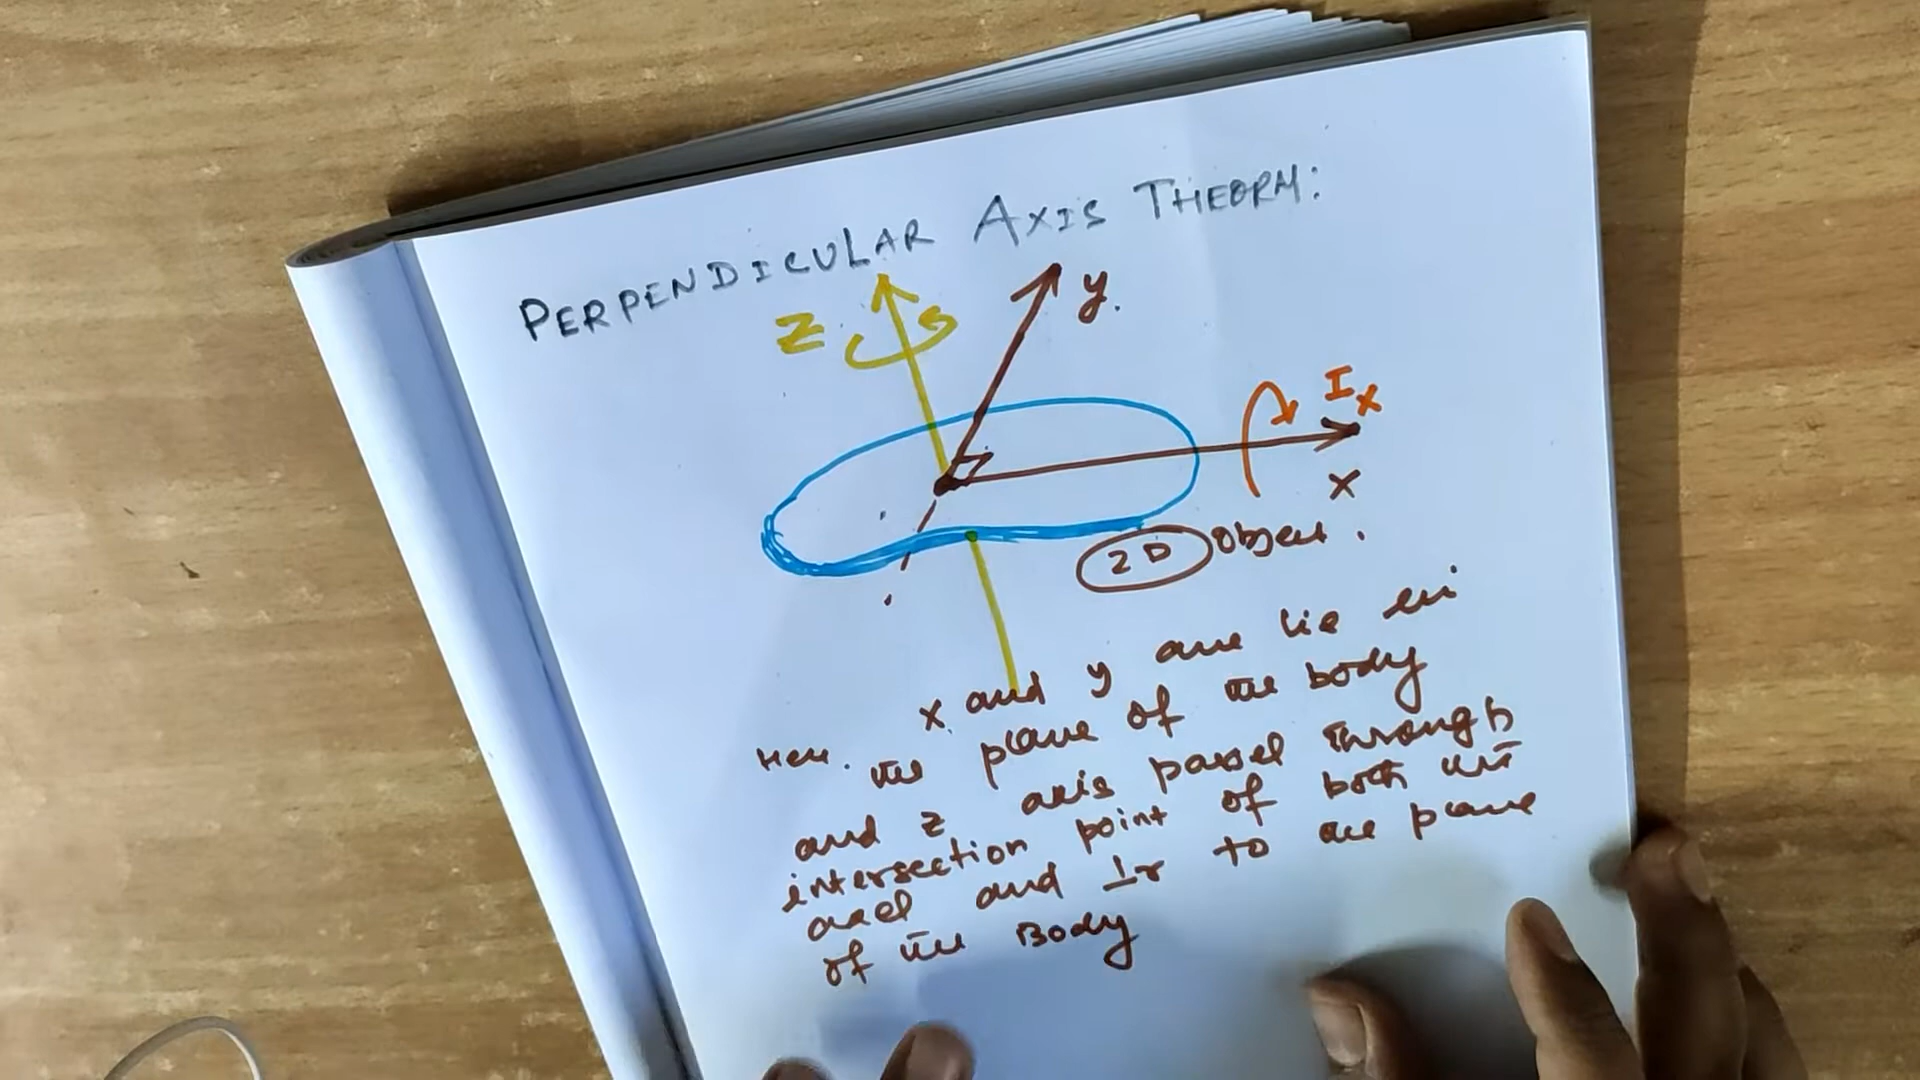 PERPENDICULAR AXIS THEORM:
Z
y.
Ix
x
2D Object.
Here. x and y are lie in
the plane of the body
and z axis passes through
intersection point of both the
axes and ⊥r to the plane
of the Body